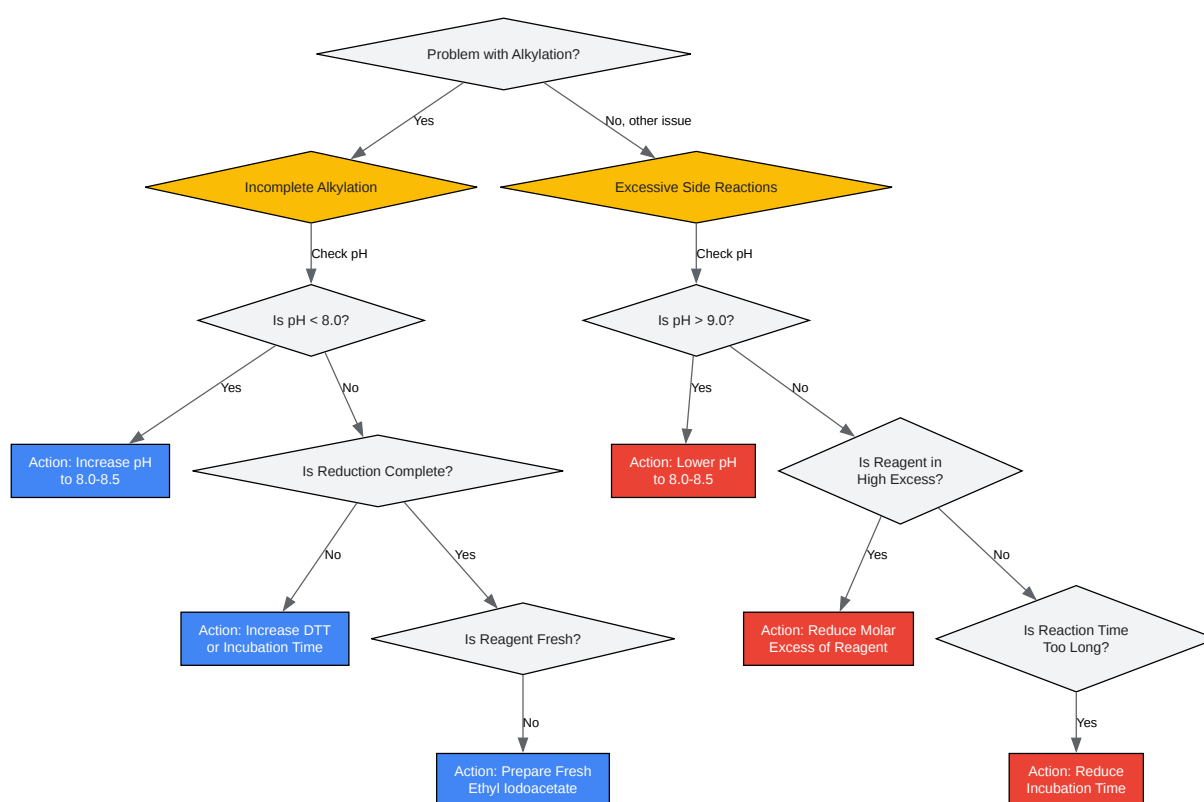 Problem with Alkylation?
Yes
No, other issue
Incomplete Alkylation
Excessive Side Reactions
Check pH
Check pH
Is pH < 8.0?
Is pH > 9.0?
Yes
No
Yes
No
Action: Increase pH
to 8.0-8.5
Is Reduction Complete?
Action: Lower pH
to 8.0-8.5
Is Reagent in
High Excess?
No
Yes
Yes
No
Action: Increase DTT
or Incubation Time
Is Reagent Fresh?
Action: Reduce Molar
Excess of Reagent
Is Reaction Time
Too Long?
No
Yes
Action: Prepare Fresh
Ethyl Iodoacetate
Action: Reduce
Incubation Time